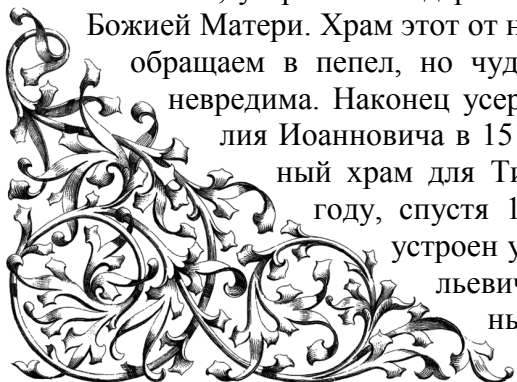 Божией Матери. Храм этот от н
обращаем в пепел, но чуд
невредима. Наконец усер
лия Иоанновича в 15
ный храм для Ти
году, спустя 1
устроен у
льевич
ны